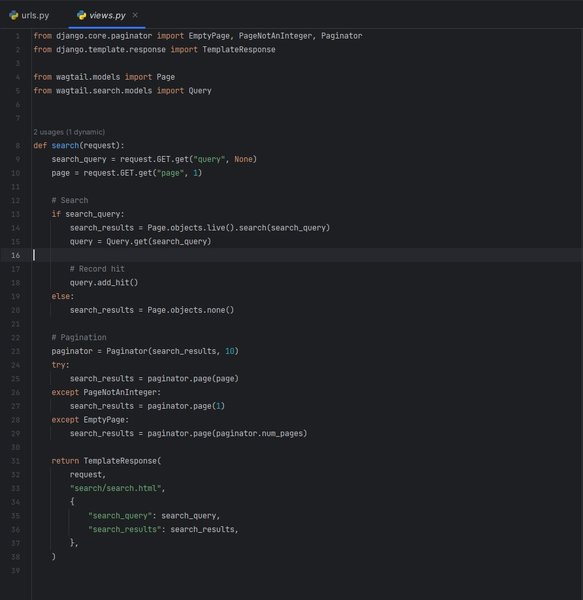 urls.py views.py ×
1 from django.core.paginator import EmptyPage, PageNotAnInteger, Paginator
2 from django.template.response import TemplateResponse
3
4 from wagtail.models import Page
5 from wagtail.search.models import Query
6
7
2 usages (1 dynamic)
8 def search(request):
9     search_query = request.GET.get("query", None)
10     page = request.GET.get("page", 1)
11
12     # Search
13     if search_query:
14         search_results = Page.objects.live().search(search_query)
15         query = Query.get(search_query)
16
17         # Record hit
18         query.add_hit()
19     else:
20         search_results = Page.objects.none()
21
22     # Pagination
23     paginator = Paginator(search_results, 10)
24     try:
25         search_results = paginator.page(page)
26     except PageNotAnInteger:
27         search_results = paginator.page(1)
28     except EmptyPage:
29         search_results = paginator.page(paginator.num_pages)
30
31     return TemplateResponse(
32         request,
33         "search/search.html",
34         {
35             "search_query": search_query,
36             "search_results": search_results,
37         },
38     )
39